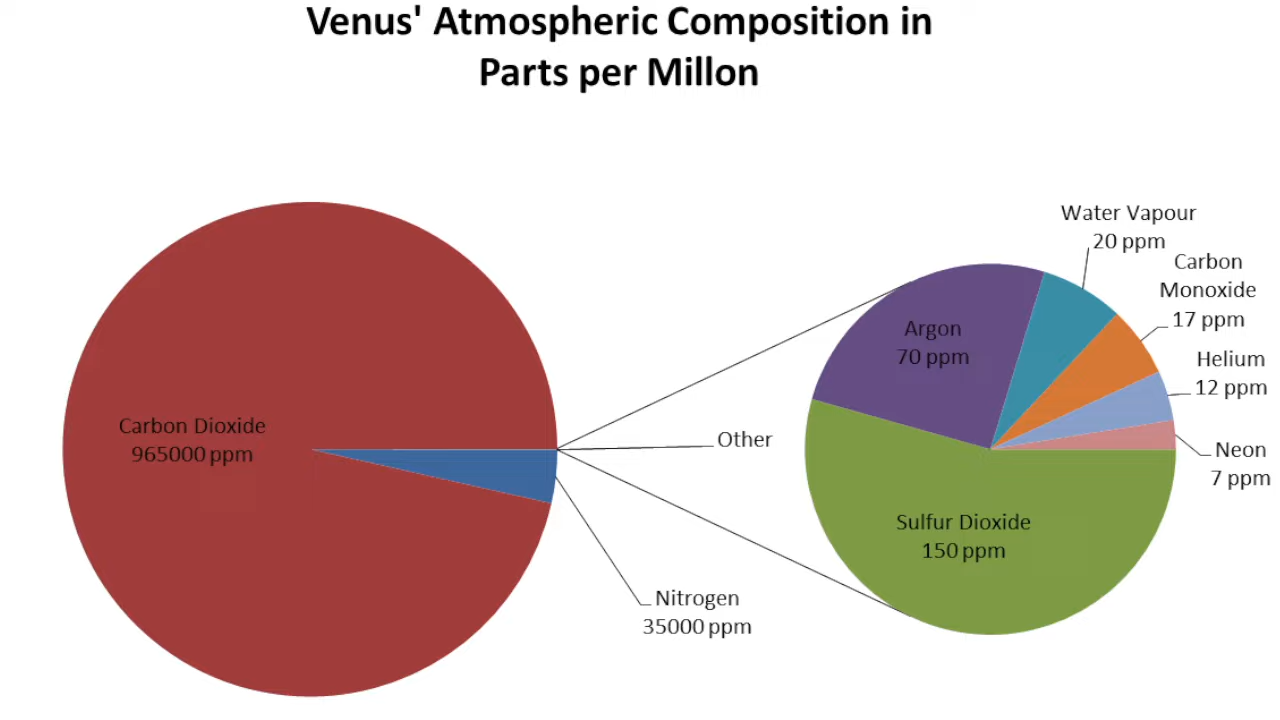 Venus' Atmospheric Composition in
Parts per Millon
Carbon Dioxide
965000 ppm
Other
Nitrogen
35000 ppm
Argon
70 ppm
Water Vapour
20 ppm
Carbon
Monoxide
17 ppm
Helium
12 ppm
Neon
7 ppm
Sulfur Dioxide
150 ppm